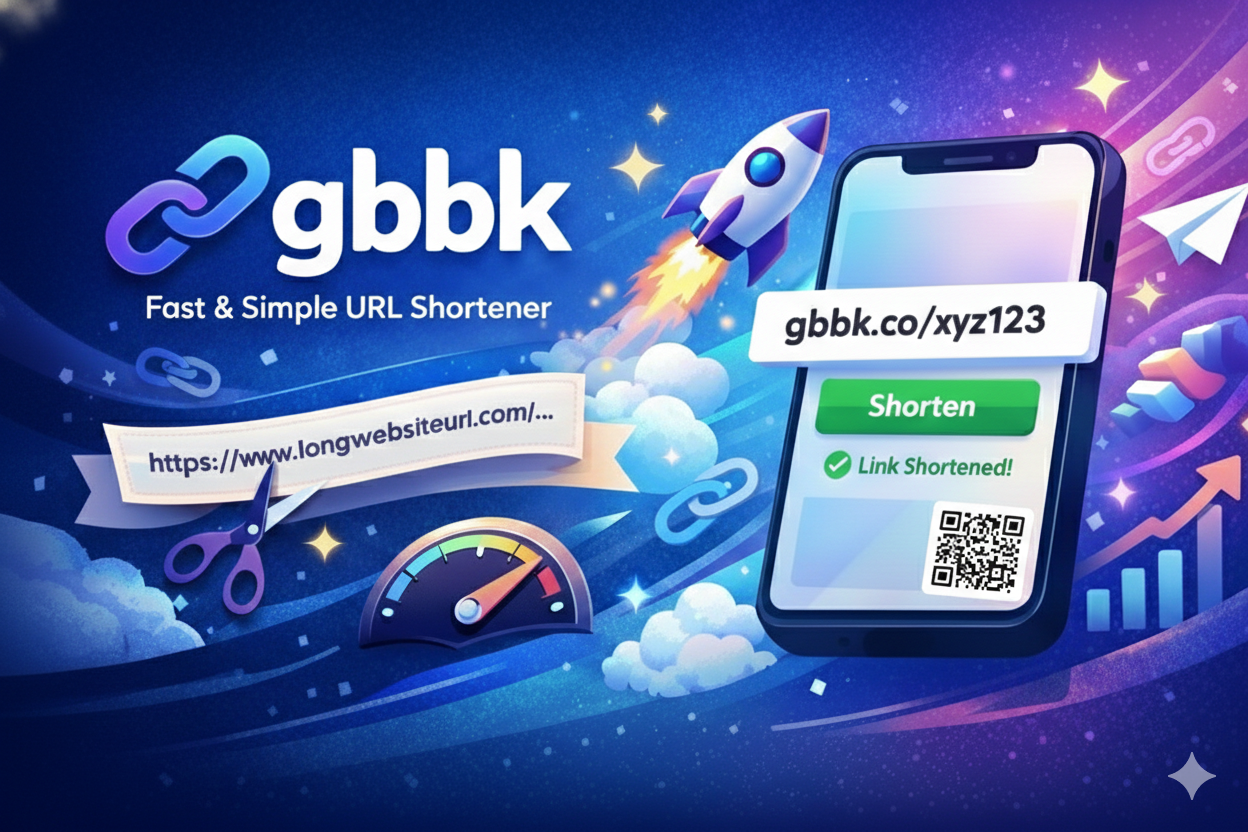 gbbk
Fast & Simple URL Shortener
https://www.longwebsiteurl.com/...
gbbk.co/xyz123
Shorten
Link Shortened!